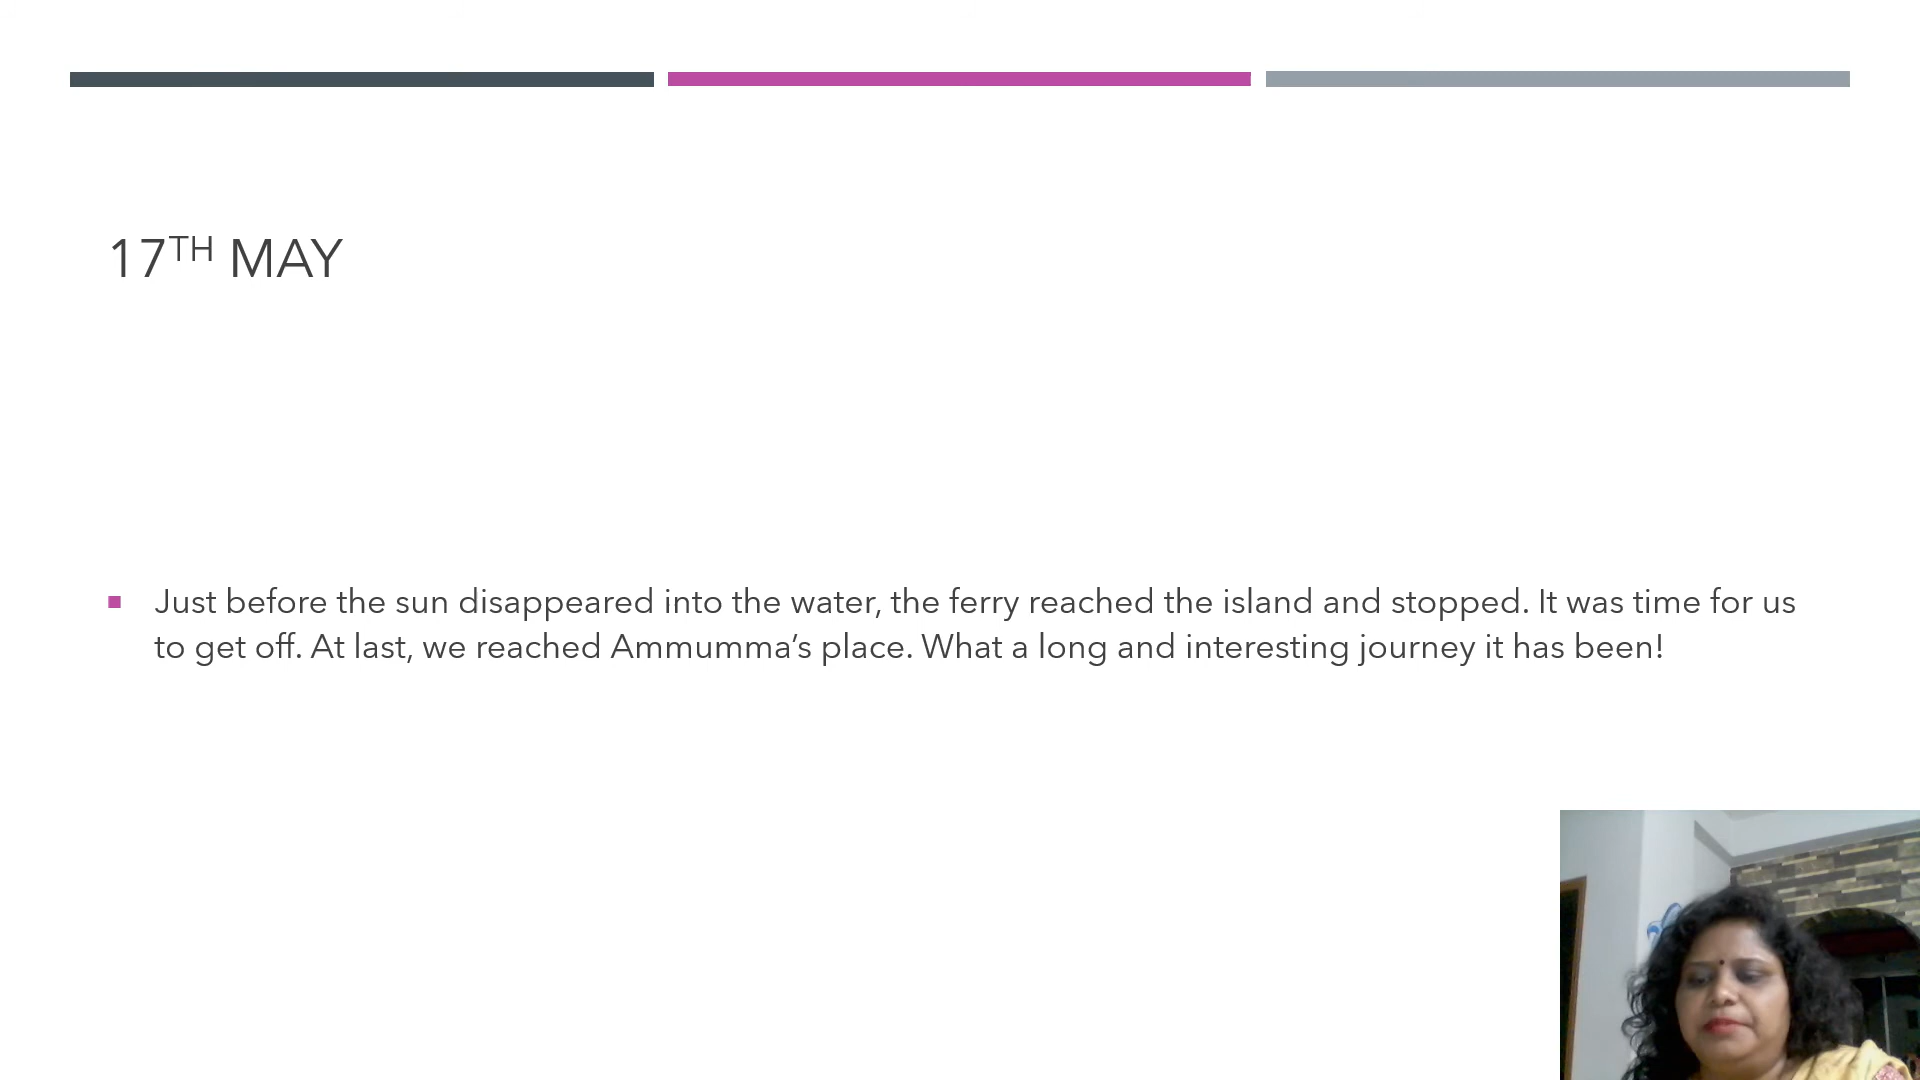 17TH MAY
Just before the sun disappeared into the water, the ferry reached the island and stopped. It was time for us
to get off. At last, we reached Ammumma’s place. What a long and interesting journey it has been!